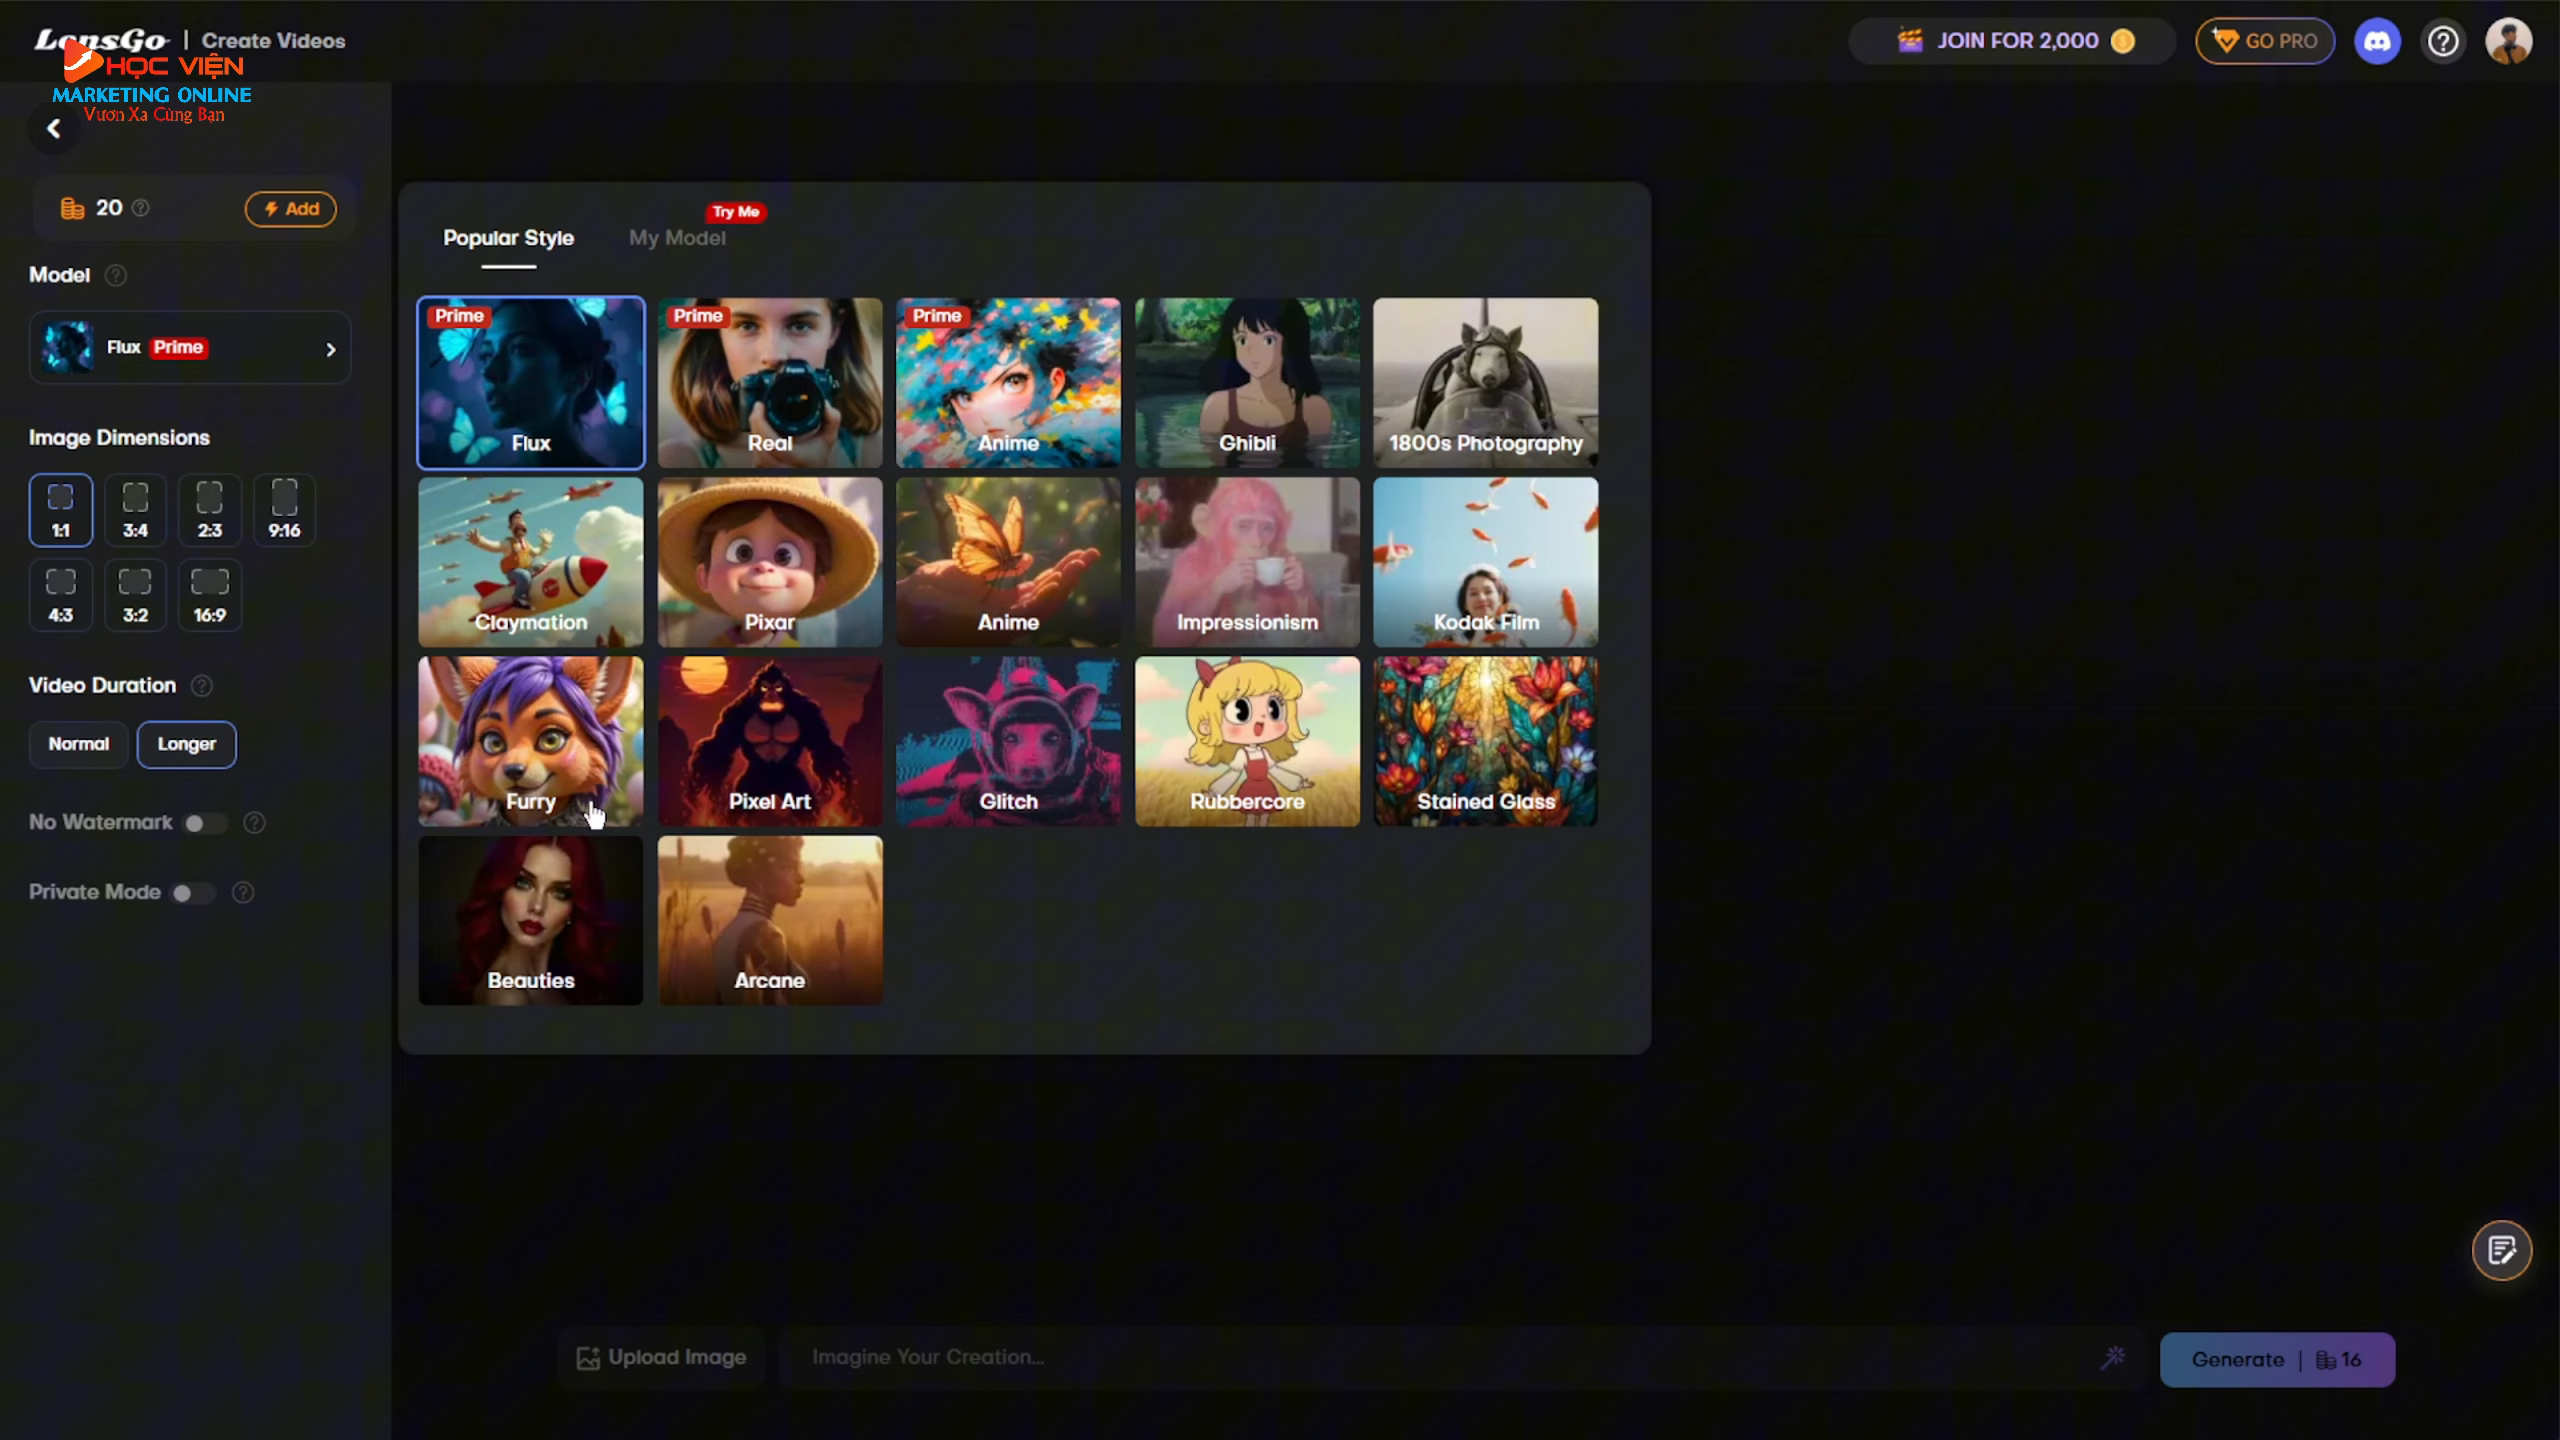 LensGo | Create Videos
JOIN FOR 2,000
GO PRO
HỌC VIỆN
MARKETING ONLINE
Vươn Xa Cùng Bạn
20
Add
Model
Flux Prime
Image Dimensions
1:1
3:4
2:3
9:16
4:3
3:2
16:9
Video Duration
Normal
Longer
No Watermark
Private Mode
Try Me
Popular Style
My Model
Prime
Flux
Prime
Real
Prime
Anime
Ghibli
1800s Photography
Claymation
Pixar
Anime
Impressionism
Kodak Film
Furry
Pixel Art
Glitch
Rubbercore
Stained Glass
Beauties
Arcane
Upload Image
Imagine Your Creation...
Generate | 16